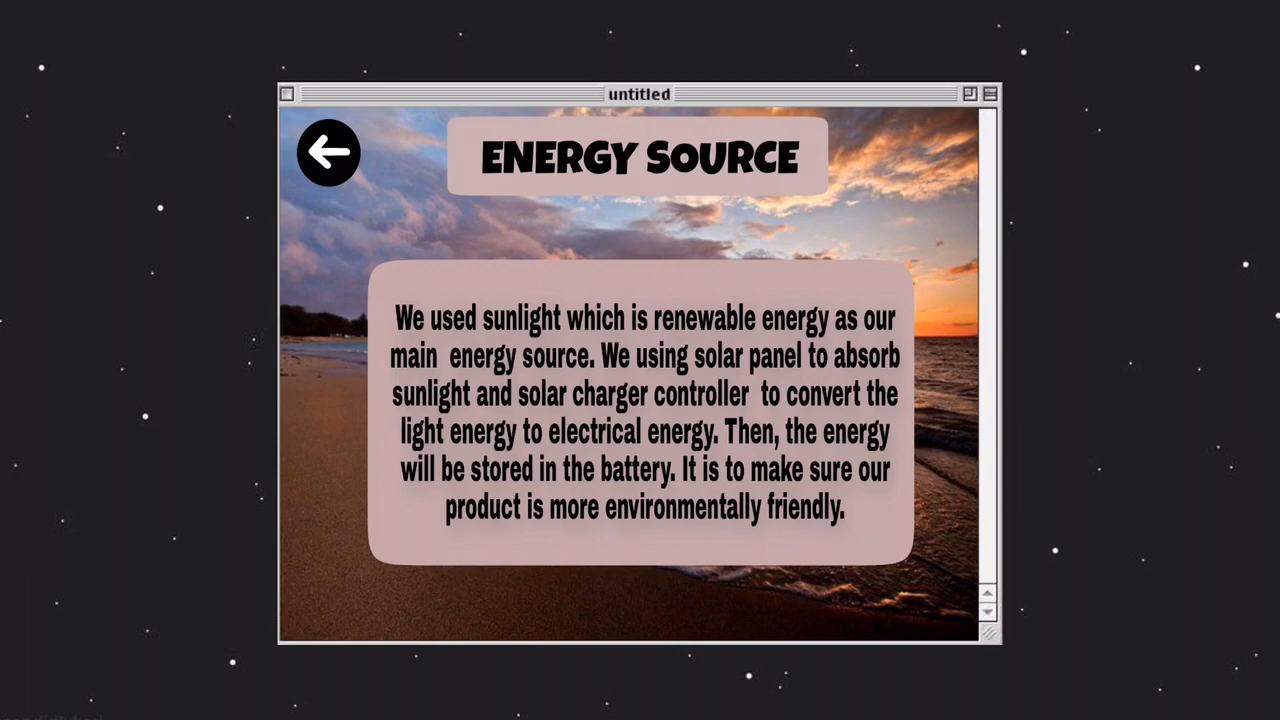 untitled
ENERGY SOURCE
We used sunlight which is renewable energy as our
main  energy source. We using solar panel to absorb
sunlight and solar charger controller  to convert the
light energy to electrical energy. Then, the energy
will be stored in the battery. It is to make sure our
product is more environmentally friendly.